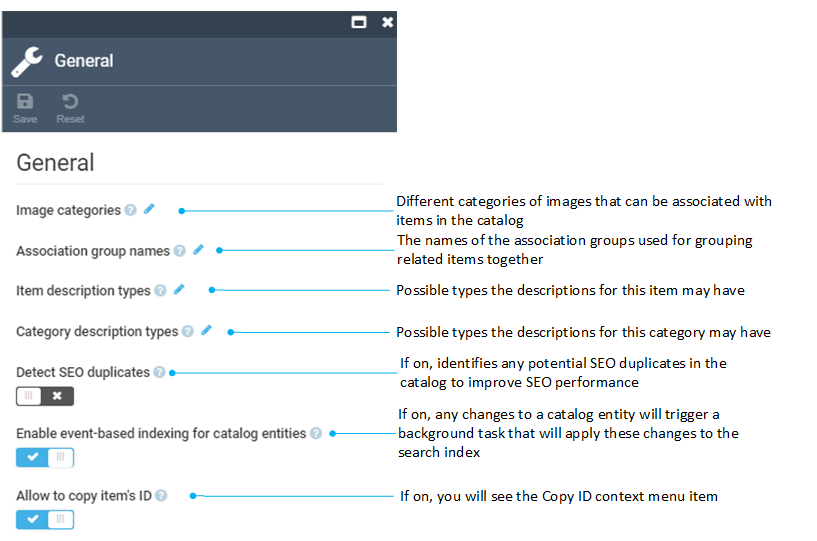 General
Save Reset
General
Image categories
Different categories of images that can be associated with
items in the catalog
Association group names
The names of the association groups used for grouping
related items together
Item description types
Possible types the descriptions for this item may have
Category description types
Possible types the descriptions for this category may have
Detect SEO duplicates
If on, identifies any potential SEO duplicates in the
catalog to improve SEO performance
Enable event-based indexing for catalog entities
If on, any changes to a catalog entity will trigger a
background task that will apply these changes to the
search index
Allow to copy item's ID
If on, you will see the Copy ID context menu item